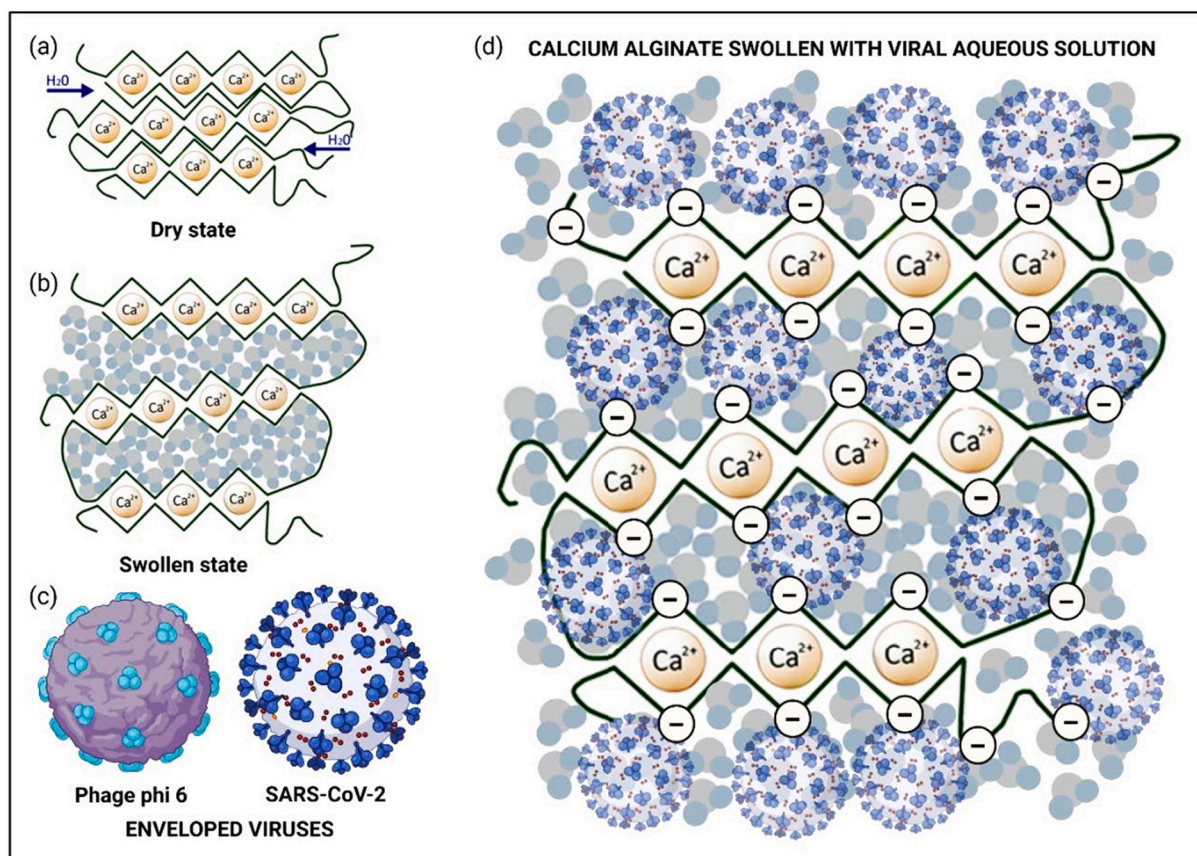 (a)
H₂0
Ca²⁺ Ca²⁺ Ca²⁺ Ca²⁺
Ca²⁺ Ca²⁺ Ca²⁺ Ca²⁺
Ca²⁺ Ca²⁺ Ca²⁺
H₂0
Dry state
(b)
Ca²⁺ Ca²⁺ Ca²⁺ Ca²⁺
Ca²⁺ Ca²⁺ Ca²⁺ Ca²⁺
Ca²⁺ Ca²⁺ Ca²⁺
Swollen state
(c)
Phage phi 6 SARS-CoV-2
ENVELOPED VIRUSES
(d) CALCIUM ALGINATE SWOLLEN WITH VIRAL AQUEOUS SOLUTION
− − − − − −
Ca²⁺ Ca²⁺ Ca²⁺ Ca²⁺
− − − −
− − − − −
Ca²⁺ Ca²⁺ Ca²⁺ Ca²⁺
− − − −
− − − −
Ca²⁺ Ca²⁺ Ca²⁺
− − − − −